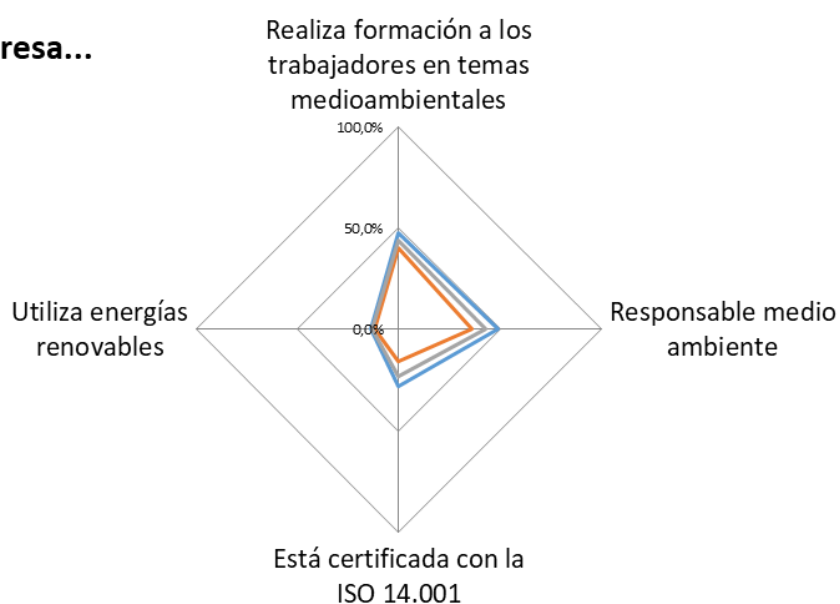 resa...
Realiza formación a los
trabajadores en temas
medioambientales
100,0%
50,0%
0,0%
Utiliza energías
renovables
Responsable medio
ambiente
Está certificada con la
ISO 14.001